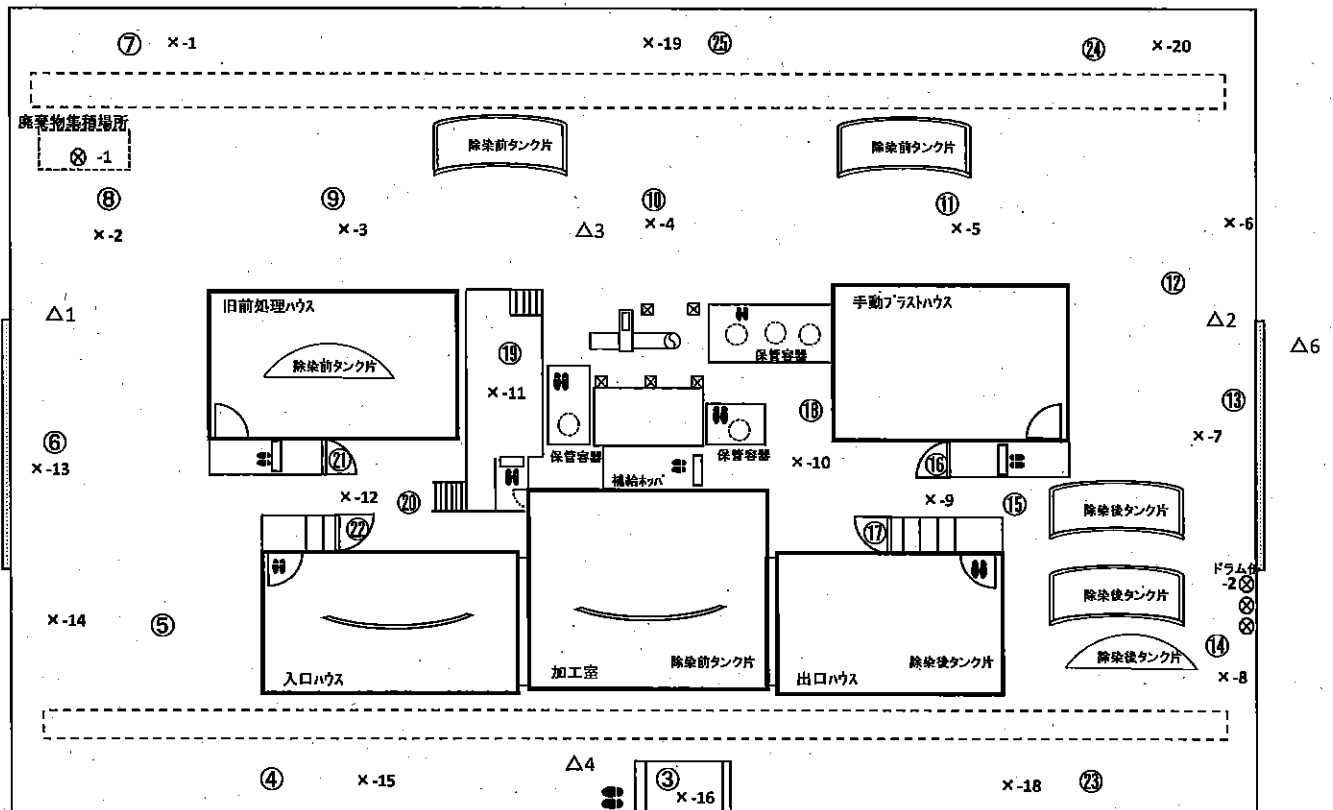 ⑦ ×-1 ×-19 ㉕ ㉔ ×-20
廃棄物集積場所
⊗ -1
除染前タンク片 除染前タンク片
⑧ ⑨ ⑩ ⑪
×-2 ×-3 △3 ×-4 ×-5 ×-6
⑫
旧前処理ハウス 手動ブラストハウス
△1 △2 △6
保管容器
除染前タンク片 ⑲
×-11 ⑱ ⑬
⑥ ×-7
保管容器 保管容器
×-13 ㉑ ×-10 ⑯
補給ホッパ
×-12 ⑳ ×-9 ⑮ 除染後タンク片
㉒ ⑰
ドラム
-2 ⊗
除染後タンク片
×-14 ⑤
⑭
除染後タンク片
入口ハウス 加工室 除染前タンク片 出口ハウス 除染後タンク片
×-8
④ ×-15 △4 ③ ×-16 ×-18 ㉓